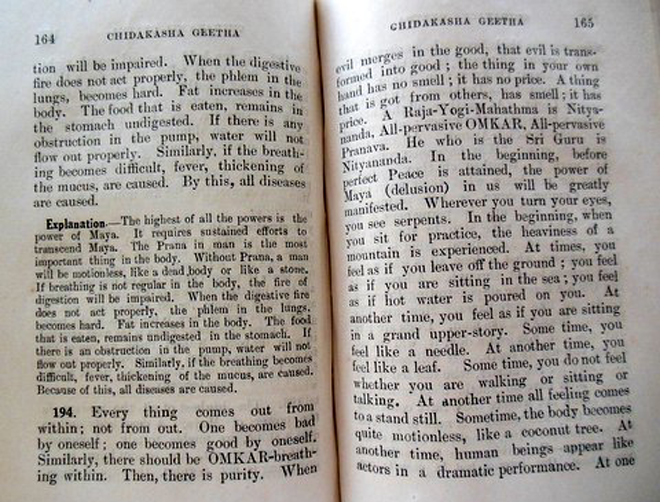 164 CHIDAKASHA GEETHA
tion will be impaired. When the digestive
fire does not act properly, the phlem in the
lungs, becomes hard. Fat increases in the
body. The food that is eaten, remains in
the stomach undigested. If there is any
obstruction in the pump, water will not
flow out properly. Similarly, if the breath-
ing becomes difficult, fever, thickening of
the mucus, are caused. By this, all diseases
are caused.
Explanation.—The highest of all the powers is the
power of Maya. It requires sustained efforts to
transcend Maya. The Prana in man is the most
important thing in the body. Without Prana, a man
will be motionless, like a dead body or like a stone.
If breathing is not regular in the body, the fire of
digestion will be impaired. When the digestive fire
does not act properly, the phlem in the lungs,
becomes hard. Fat increases in the body. The food
that is eaten, remains undigested in the stomach. If
there is an obstruction in the pump, water will not
flow out properly. Similarly, if the breathing becomes
difficult, fever, thickening of the mucus, are caused.
Because of this, all diseases are caused.
194. Every thing comes out from
within; not from out. One becomes bad
by oneself; one becomes good by oneself.
Similarly, there should be OMKAR-breath-
ing within. Then, there is purity. When
CHIDAKASHA GEETHA 165
evil merges in the good, that evil is trans-
formed into good; the thing in your own
hand has no smell; it has no price. A thing
that is got from others, has smell; it has
price. A Raja-Yogi-Mahathma is Nitya-
nanda, All-pervasive OMKAR, All-pervasive
Pranava. He who is the Sri Guru is
Nityananda. In the beginning, before
perfect Peace is attained, the power of
Maya (delusion) in us will be greatly
manifested. Wherever you turn your eyes,
you see serpents. In the beginning, when
you sit for practice, the heaviness of a
mountain is experienced. At times, you
feel as if you leave off the ground; you feel
as if you are sitting in the sea; you feel
as if hot water is poured on you. At
another time, you feel as if you are sitting
in a grand upper-story. Some time, you
feel like a needle. At another time, you
feel like a leaf. Some time, you do not feel
whether you are walking or sitting or
talking. At another time all feeling comes
to a stand still. Sometime, the body becomes
quite motionless, like a coconut tree. At
another time, human beings appear like
actors in a dramatic performance. At one